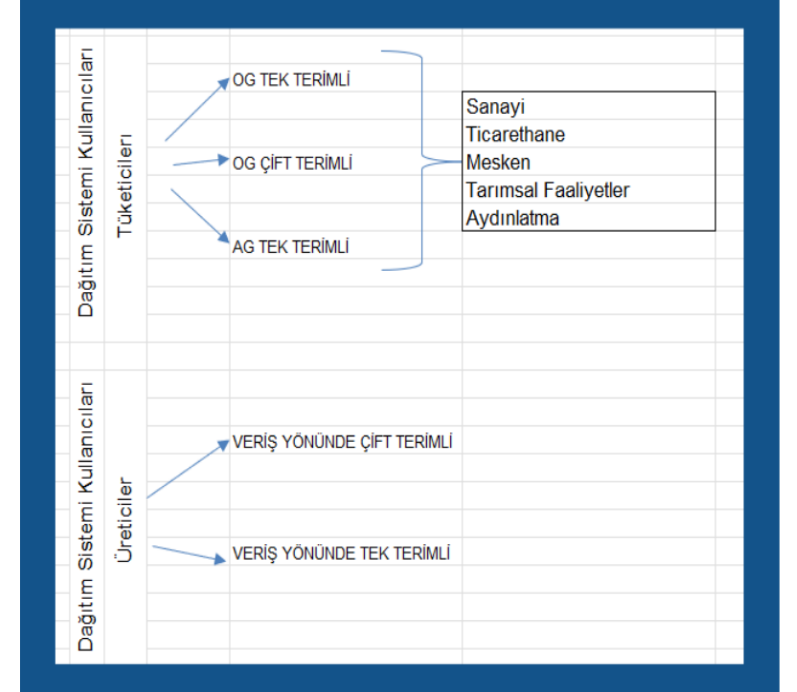 Dağıtım Sistemi Kullanıcıları
Tüketicileri
OG TEK TERİMLİ
OG ÇİFT TERİMLİ
AG TEK TERİMLİ
Sanayi
Ticarethane
Mesken
Tarımsal Faaliyetler
Aydınlatma
Dağıtım Sistemi Kullanıcıları
Üreticiler
VERİŞ YÖNÜNDE ÇİFT TERİMLİ
VERİŞ YÖNÜNDE TEK TERİMLİ